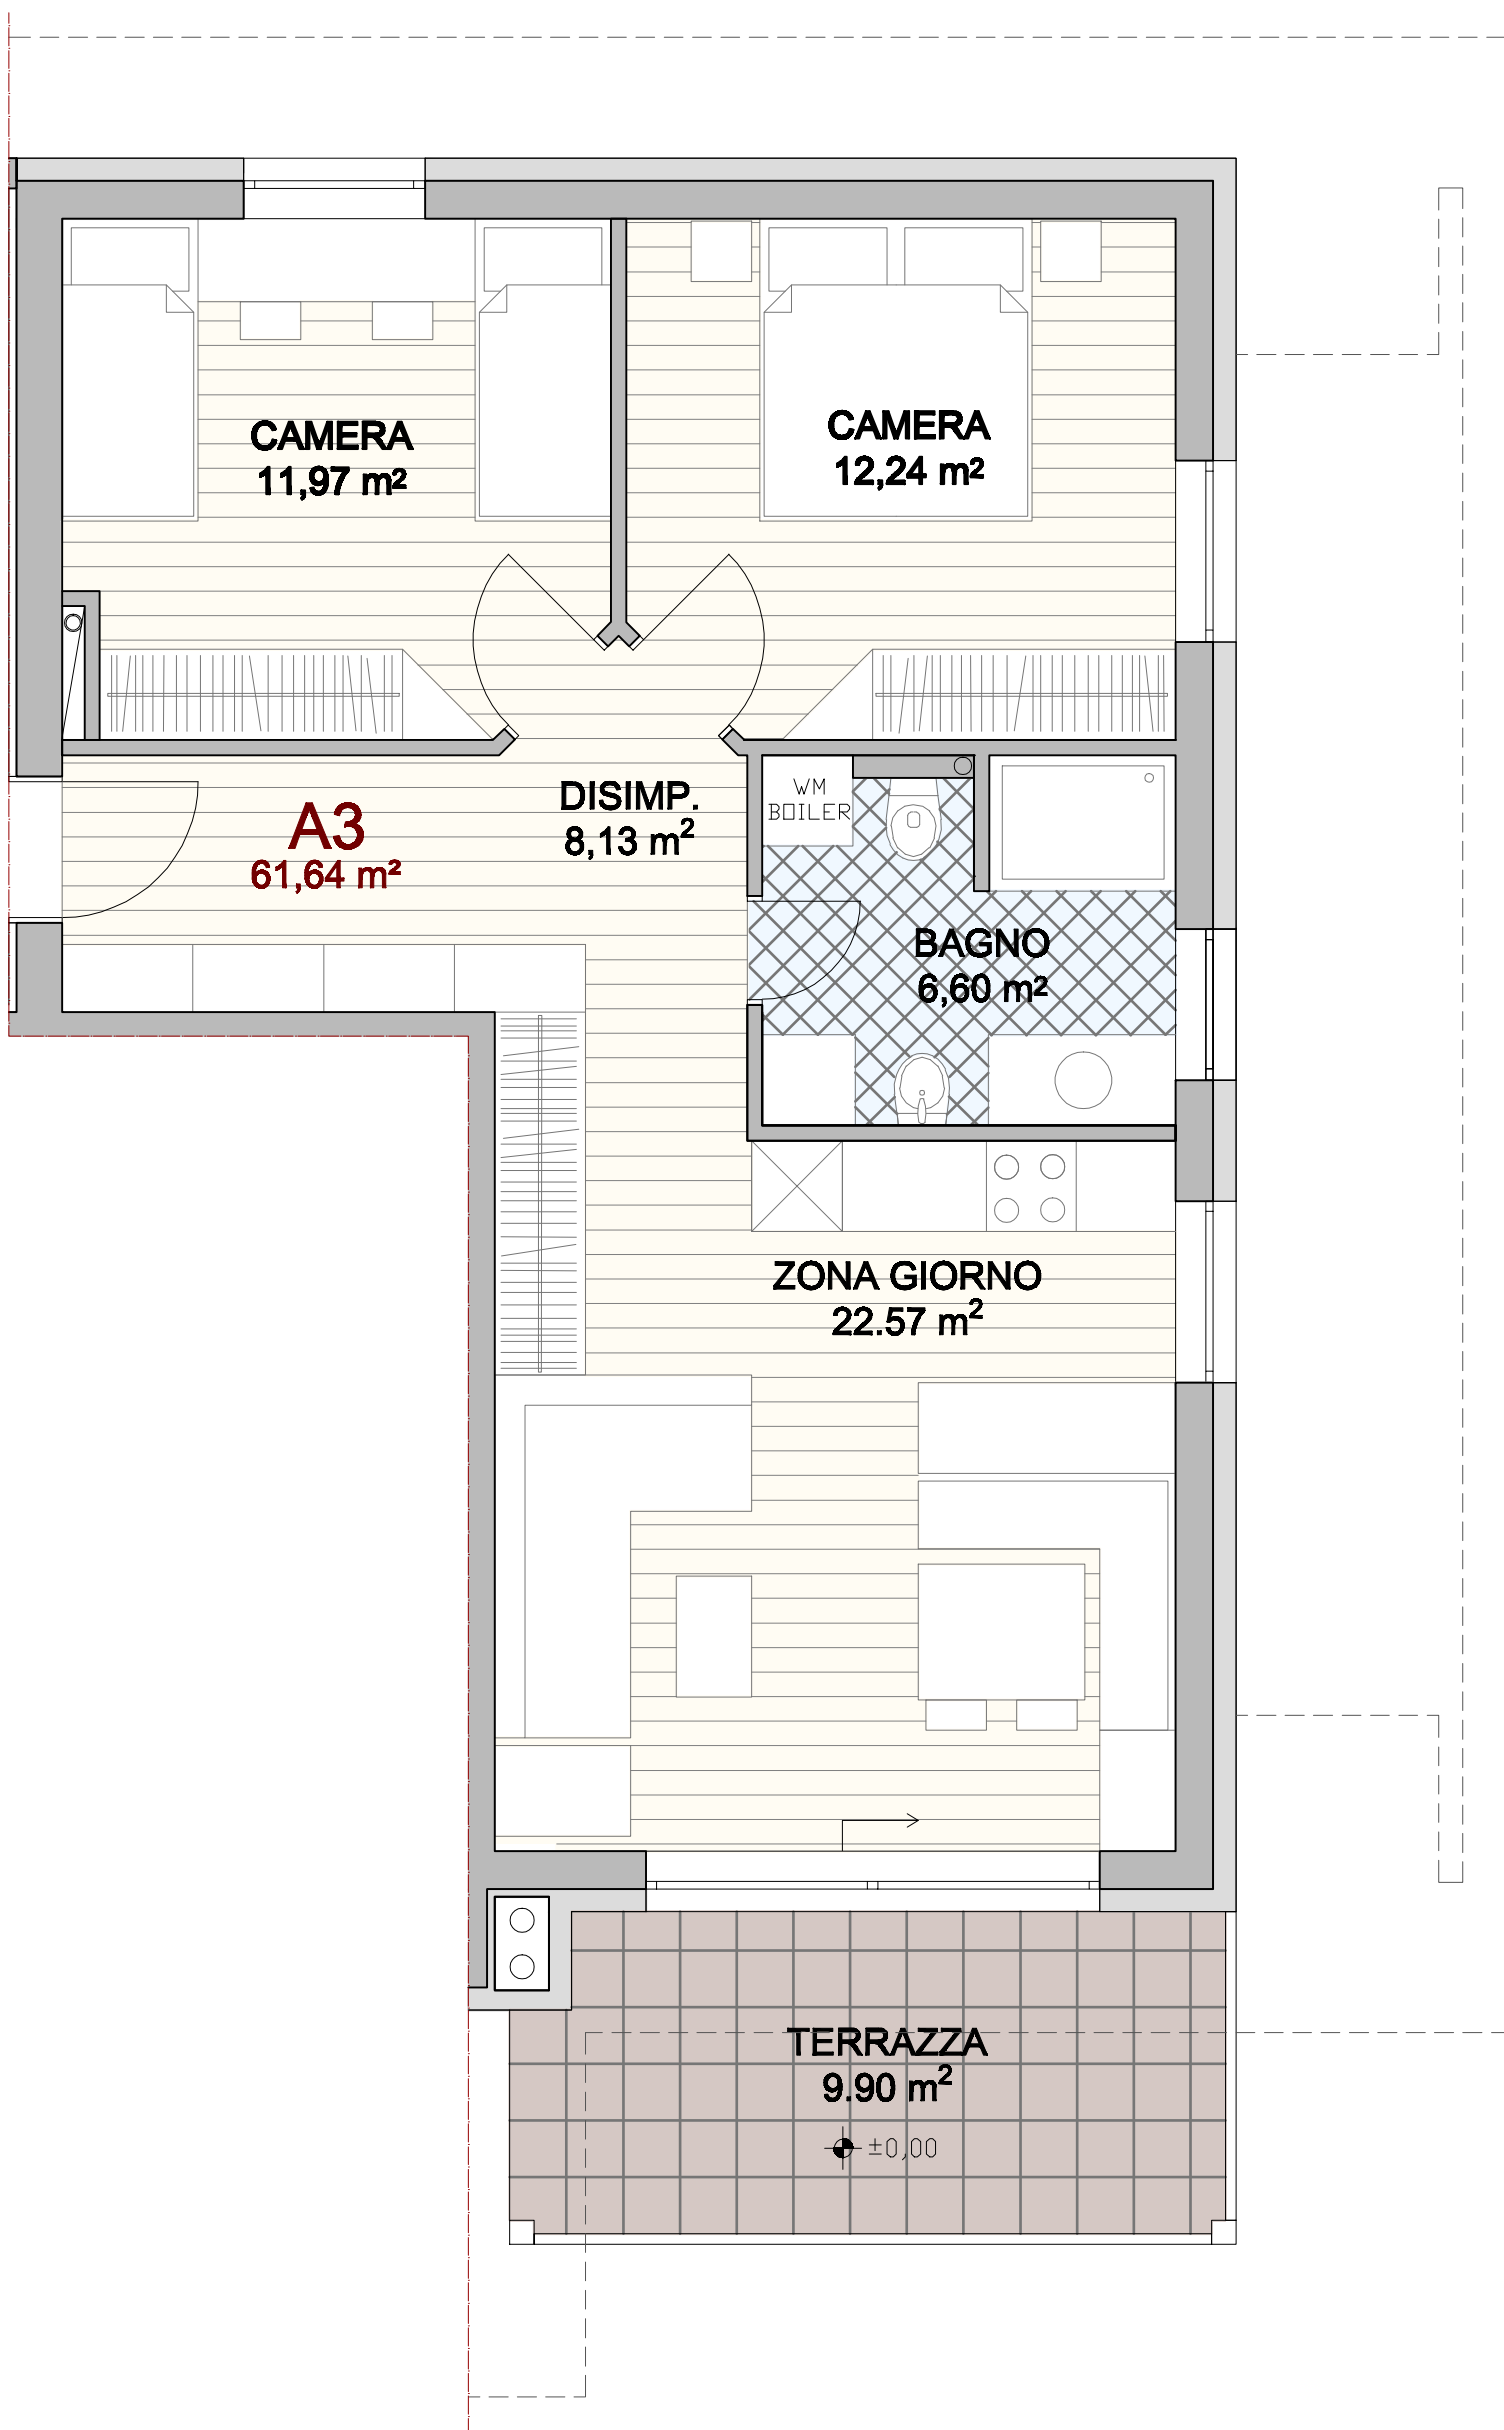 CAMERA
11,97 m²
CAMERA
12,24 m²
A3
61,64 m²
DISIMP.
8,13 m²
WM
BOILER
BAGNO
6,60 m²
ZONA GIORNO
22.57 m²
TERRAZZA
9.90 m²
±0,00